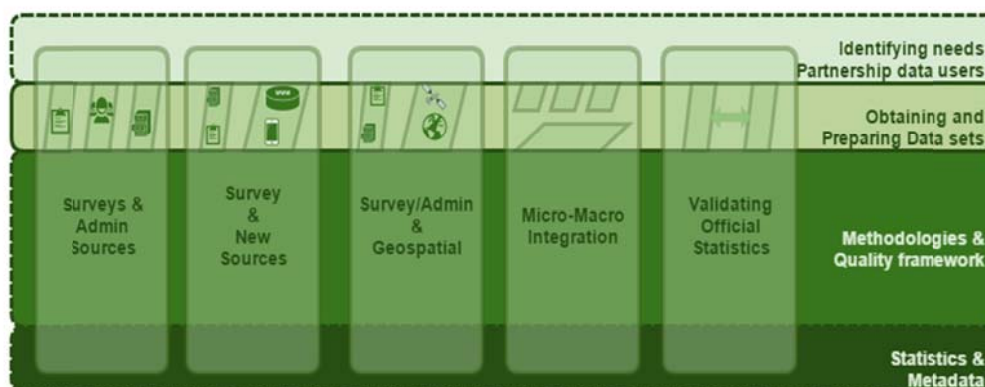 Identifying needs
Partnership data users
Obtaining and
Preparing Data sets
Surveys &
Admin
Sources
Survey
&
New
Sources
Survey/Admin
&
Geospatial
Micro-Macro
Integration
Validating
Official
Statistics
Methodologies &
Quality framework
Statistics &
Metadata